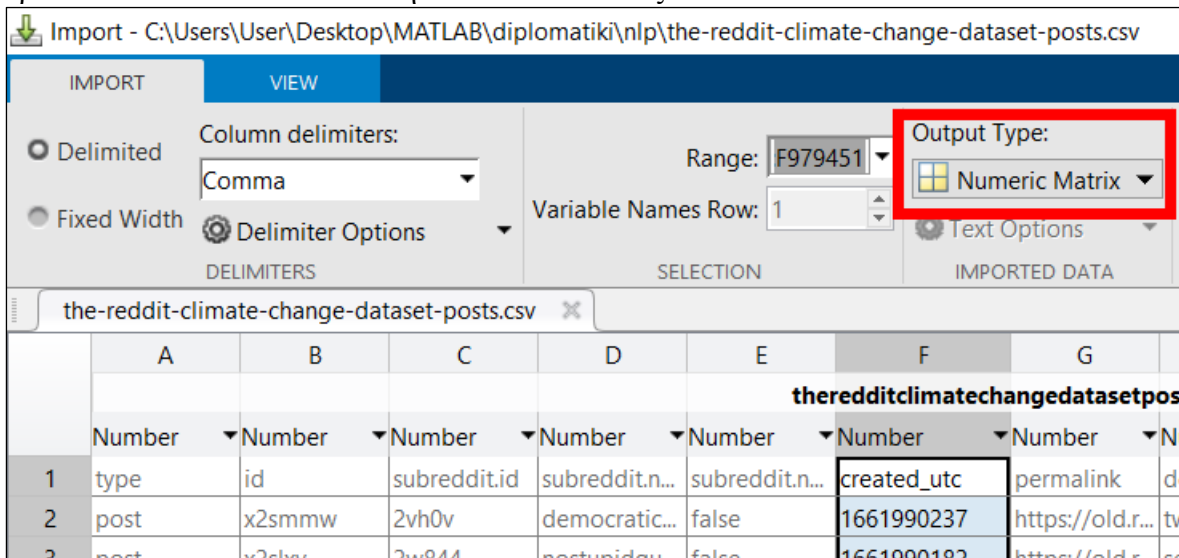 Import - C:\Users\User\Desktop\MATLAB\diplomatiki\nlp\the-reddit-climate-change-dataset-posts.csv
IMPORT VIEW
Delimited Column delimiters: Range: F979451 Output Type:
Comma Numeric Matrix
Fixed Width Delimiter Options Variable Names Row: 1 Text Options
DELIMITERS SELECTION IMPORTED DATA
the-reddit-climate-change-dataset-posts.csv
A B C D E F G
theredditclimatechangedatasetpos
Number Number Number Number Number Number Number N
1 type id subreddit.id subreddit.n... subreddit.n... created_utc permalink d
2 post x2smmw 2vh0v democratic... false 1661990237 https://old.r... tv